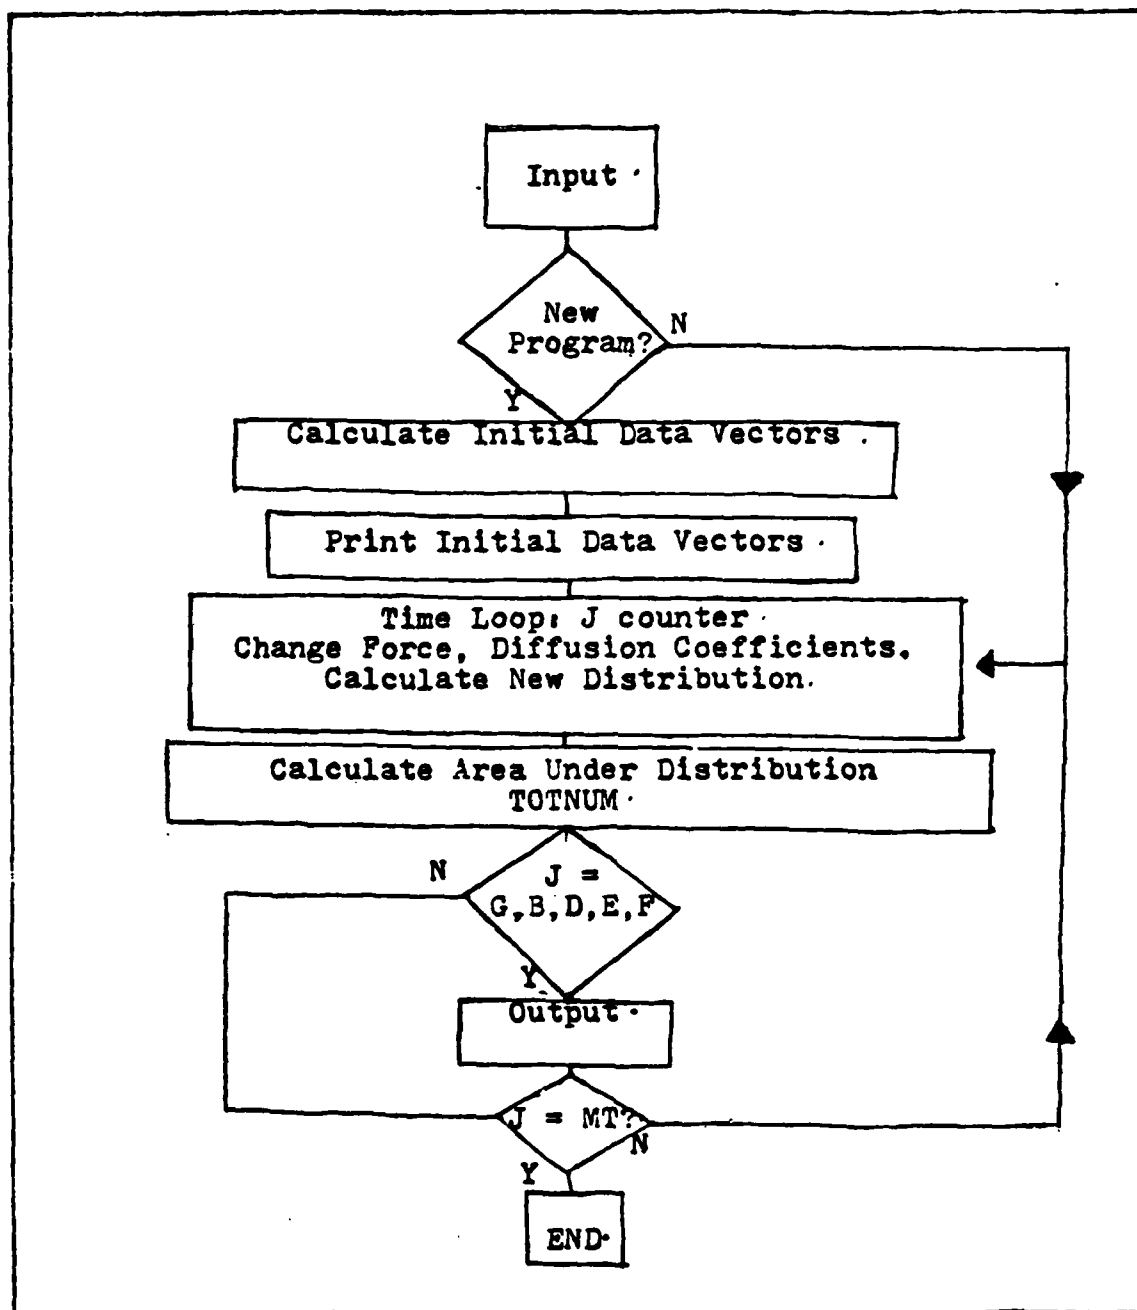 Input.
New
Program?
N
Y
Calculate Initial Data Vectors.
Print Initial Data Vectors.
Time Loop: J counter.
Change Force, Diffusion Coefficients.
Calculate New Distribution.
Calculate Area Under Distribution
TOTNUM.
N
J =
G,B,D,E,F
Y
Output.
J = MT?
N
Y
END.